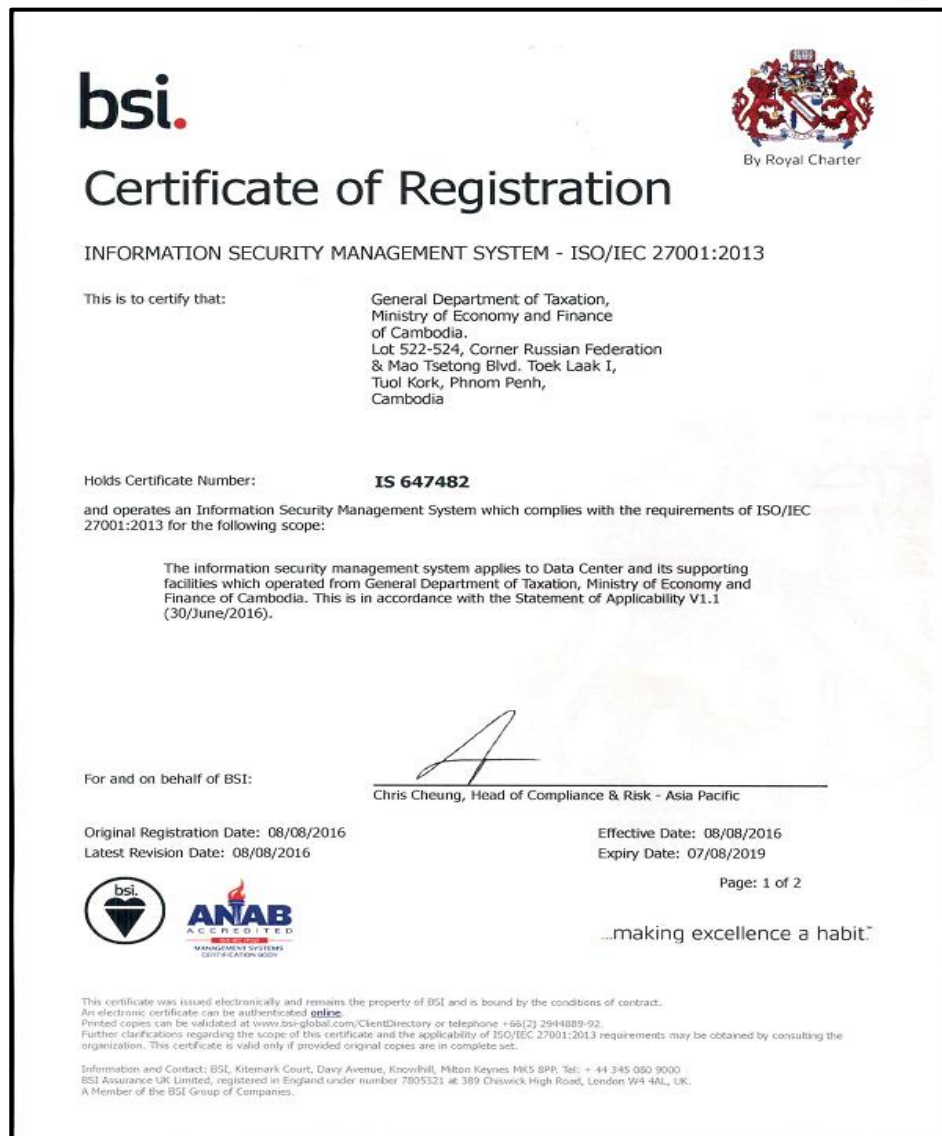 bsi.
By Royal Charter
Certificate of Registration
INFORMATION SECURITY MANAGEMENT SYSTEM - ISO/IEC 27001:2013
This is to certify that:
General Department of Taxation,
Ministry of Economy and Finance
of Cambodia.
Lot 522-524, Corner Russian Federation
& Mao Tsetong Blvd. Toek Laak I,
Tuol Kork, Phnom Penh,
Cambodia
Holds Certificate Number: IS 647482
and operates an Information Security Management System which complies with the requirements of ISO/IEC
27001:2013 for the following scope:
The information security management system applies to Data Center and its supporting
facilities which operated from General Department of Taxation, Ministry of Economy and
Finance of Cambodia. This is in accordance with the Statement of Applicability V1.1
(30/June/2016).
For and on behalf of BSI:
Chris Cheung, Head of Compliance & Risk - Asia Pacific
Original Registration Date: 08/08/2016 Effective Date: 08/08/2016
Latest Revision Date: 08/08/2016 Expiry Date: 07/08/2019
Page: 1 of 2
bsi.
ANAB
ACCREDITED
MANAGEMENT SYSTEMS
CERTIFICATION BODY
...making excellence a habit.™
This certificate was issued electronically and remains the property of BSI and is bound by the conditions of contract.
An electronic certificate can be authenticated online.
Printed copies can be validated at www.bsi-global.com/ClientDirectory or telephone +66(2) 2944889-92.
Further clarifications regarding the scope of this certificate and the applicability of ISO/IEC 27001:2013 requirements may be obtained by consulting the
organization. This certificate is valid only if provided original copies are in complete set.
Information and Contact: BSI, Kitemark Court, Davy Avenue, Knowlhill, Milton Keynes MK5 8PP. Tel: + 44 345 080 9000
BSI Assurance UK Limited, registered in England under number 7805321 at 389 Chiswick High Road, London W4 4AL, UK.
A Member of the BSI Group of Companies.